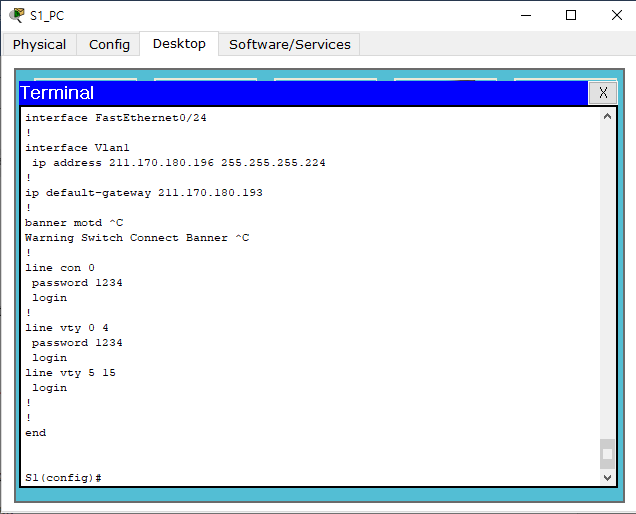 S1_PC
Physical Config Desktop Software/Services
Terminal X
interface FastEthernet0/24
!
interface Vlan1
 ip address 211.170.180.196 255.255.255.224
!
ip default-gateway 211.170.180.193
!
banner motd ^C
Warning Switch Connect Banner ^C
!
line con 0
 password 1234
 login
!
line vty 0 4
 password 1234
 login
line vty 5 15
 login
!
!
end
S1(config)#